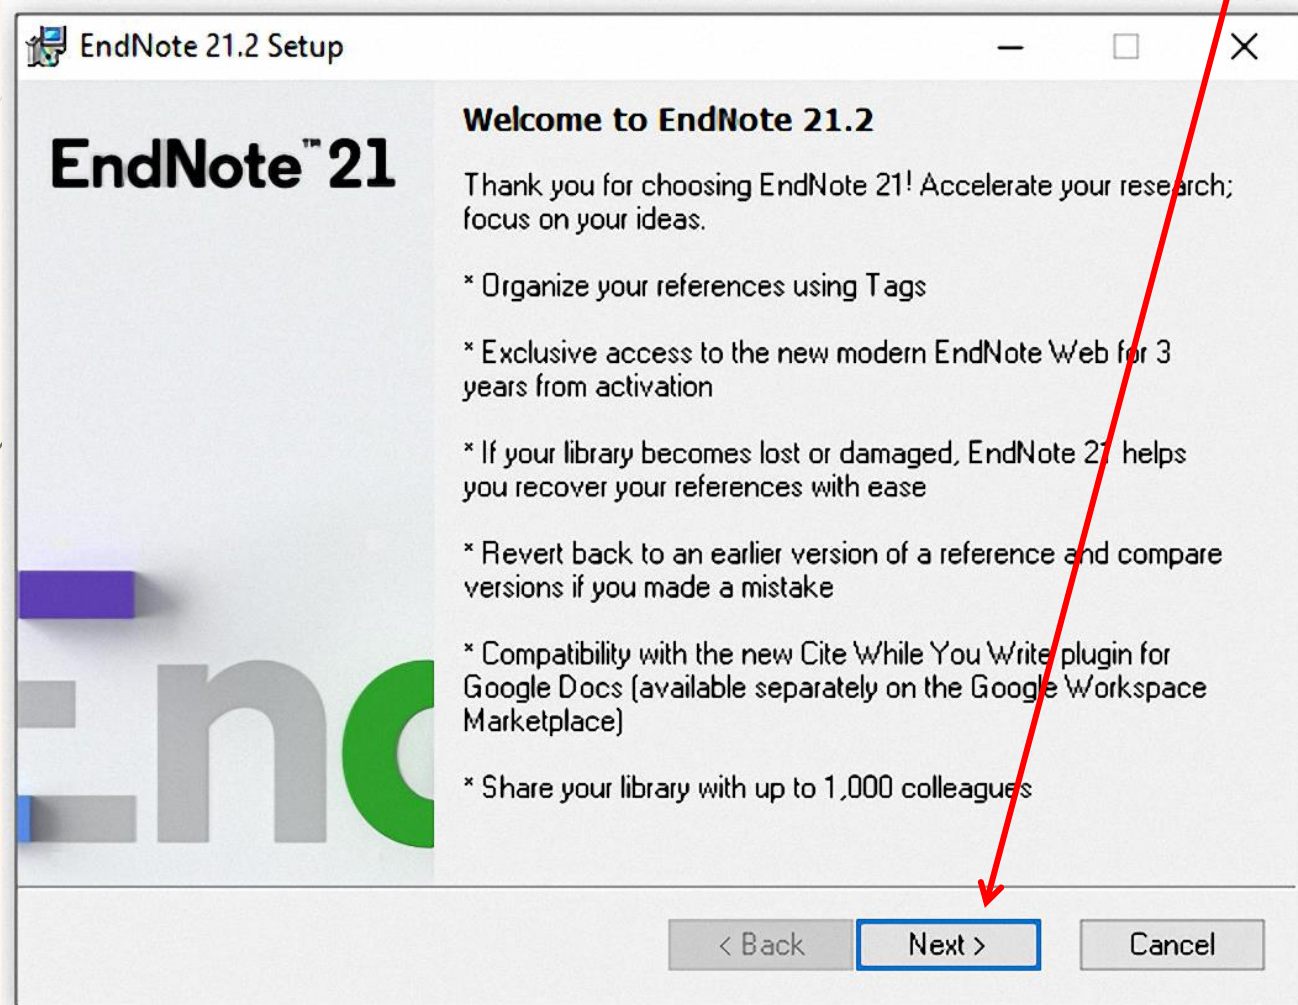 EndNote 21.2 Setup
EndNote™ 21
Welcome to EndNote 21.2
Thank you for choosing EndNote 21! Accelerate your research;
focus on your ideas.
* Organize your references using Tags
* Exclusive access to the new modern EndNote Web for 3
years from activation
* If your library becomes lost or damaged, EndNote 21 helps
you recover your references with ease
* Revert back to an earlier version of a reference and compare
versions if you made a mistake
* Compatibility with the new Cite While You Write plugin for
Google Docs (available separately on the Google Workspace
Marketplace)
* Share your library with up to 1,000 colleagues
En
< Back
Next >
Cancel